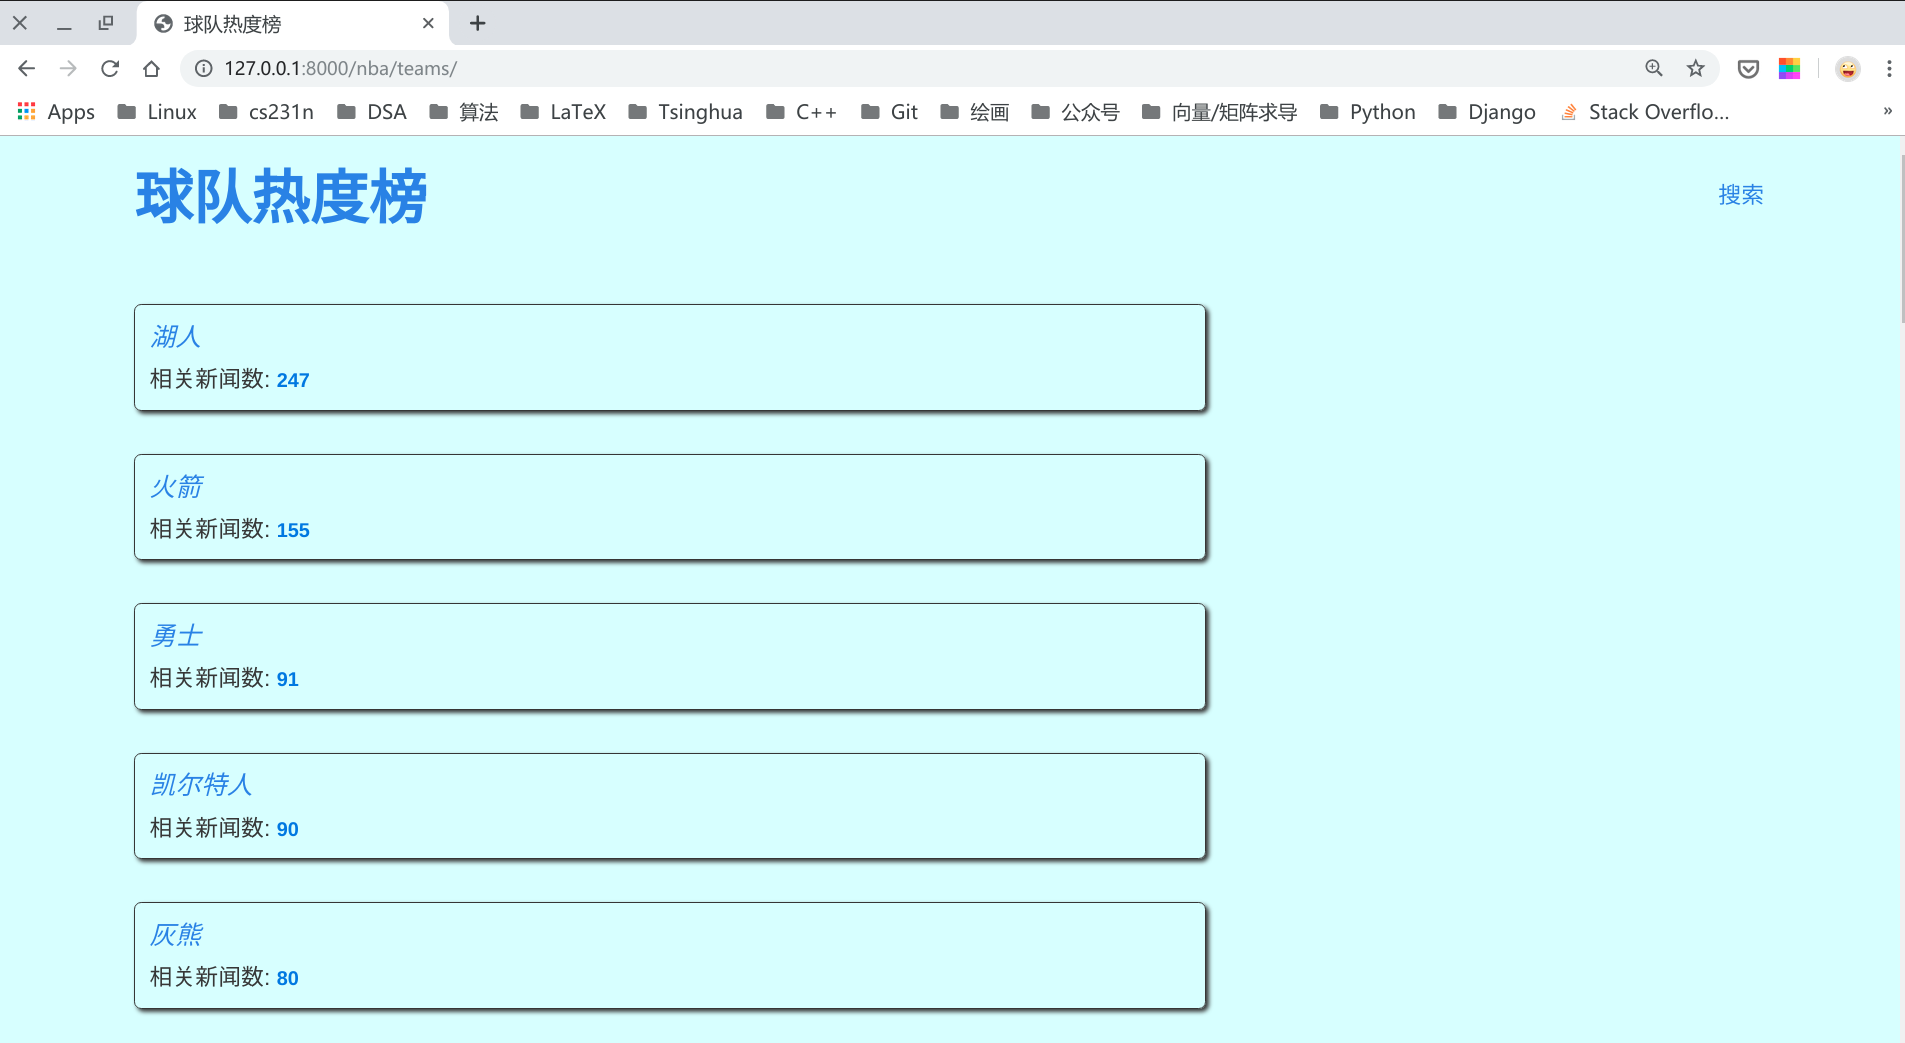 球队热度榜
127.0.0.1:8000/nba/teams/
Apps Linux cs231n DSA 算法 LaTeX Tsinghua C++ Git 绘画 公众号 向量/矩阵求导 Python Django Stack Overflo... »
球队热度榜 搜索
湖人
相关新闻数: 247
火箭
相关新闻数: 155
勇士
相关新闻数: 91
凯尔特人
相关新闻数: 90
灰熊
相关新闻数: 80